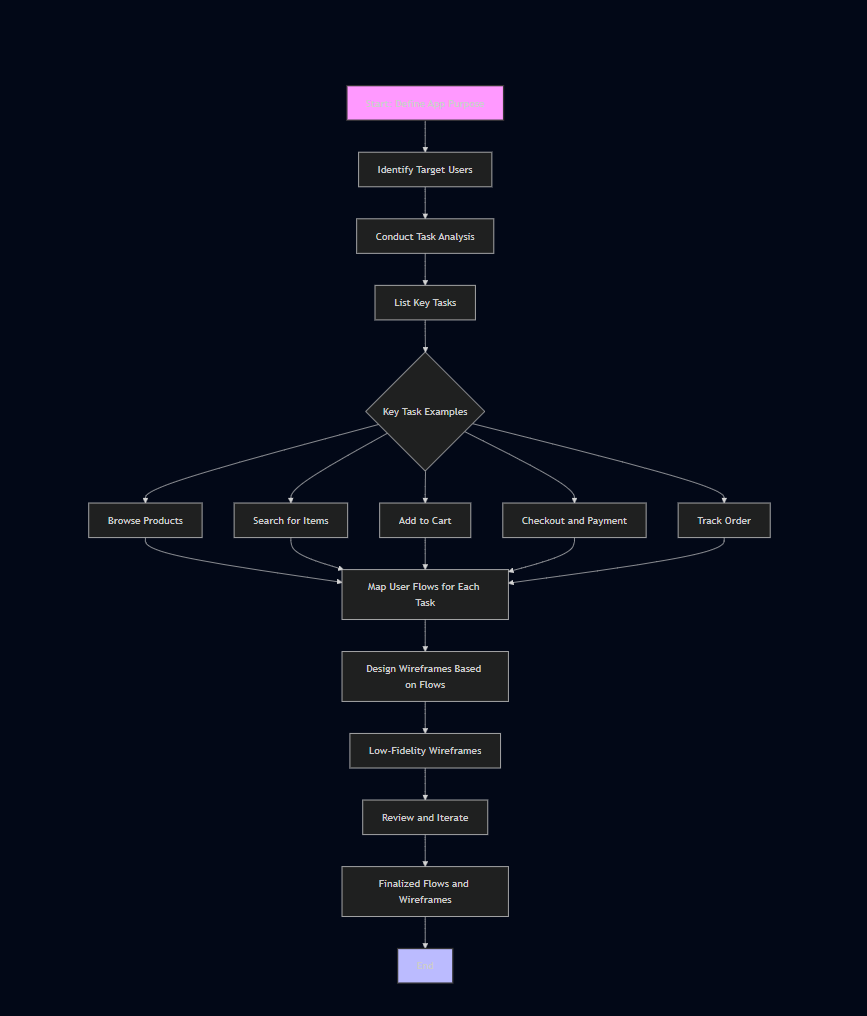 Start: Define App Purpose
Identify Target Users
Conduct Task Analysis
List Key Tasks
Key Task Examples
Browse Products
Search for Items
Add to Cart
Checkout and Payment
Track Order
Map User Flows for Each
Task
Design Wireframes Based
on Flows
Low-Fidelity Wireframes
Review and Iterate
Finalized Flows and
Wireframes
End